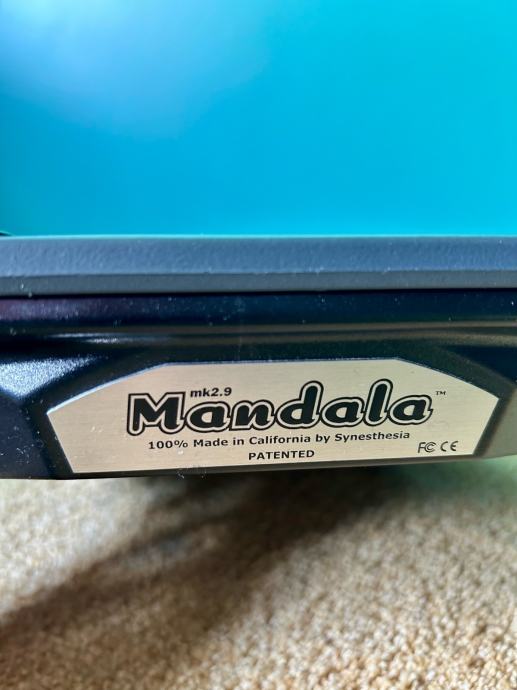 mk2.9
Mandala™
100% Made in California by Synesthesia
PATENTED
FC CE